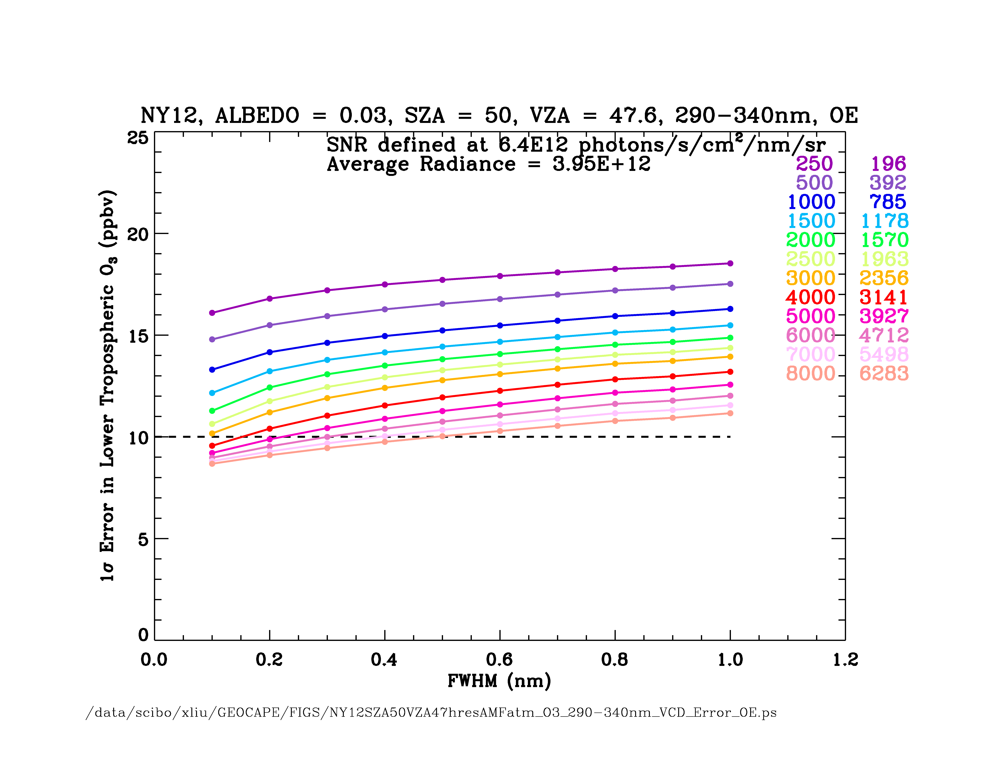 NY12, ALBEDO = 0.03, SZA = 50, VZA = 47.6, 290-340nm, OE
SNR defined at 6.4E12 photons/s/cm²/nm/sr
Average Radiance = 3.95E+12
250 196
500 392
1000 785
1500 1178
2000 1570
2500 1963
3000 2356
4000 3141
5000 3927
6000 4712
7000 5498
8000 6283
1σ Error in Lower Tropospheric O₃ (ppbv)
25
20
15
10
5
0
0.0 0.2 0.4 0.6 0.8 1.0 1.2
FWHM (nm)
/data/scibo/xliu/GEOCAPE/FIGS/NY12SZA50VZA47hresAMFatm_O3_290-340nm_VCD_Error_OE.ps